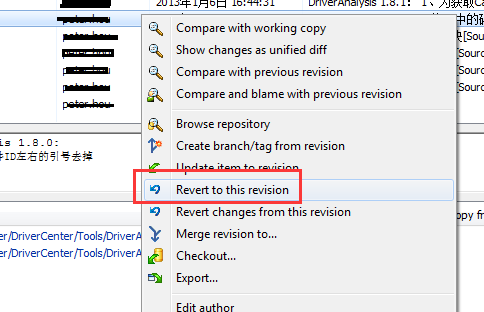 2013年1月6日 16:44:31
DriverAnalysis 1.8.1: 1、为获取Ca
中的硕
[Sour
Compare with working copy
Show changes as unified diff
[Sour
Compare with previous revision
[Sour
Compare and blame with previous revision
[Sour
Browse repository
Create branch/tag from revision
is 1.8.0:
件ID左右的引号去掉
Update item to revision
Revert to this revision
Revert changes from this revision
opy from
er/DriverCenter/Tools/DriverA
Merge revision to...
er/DriverCenter/Tools/DriverA
Checkout...
Export...
Edit author